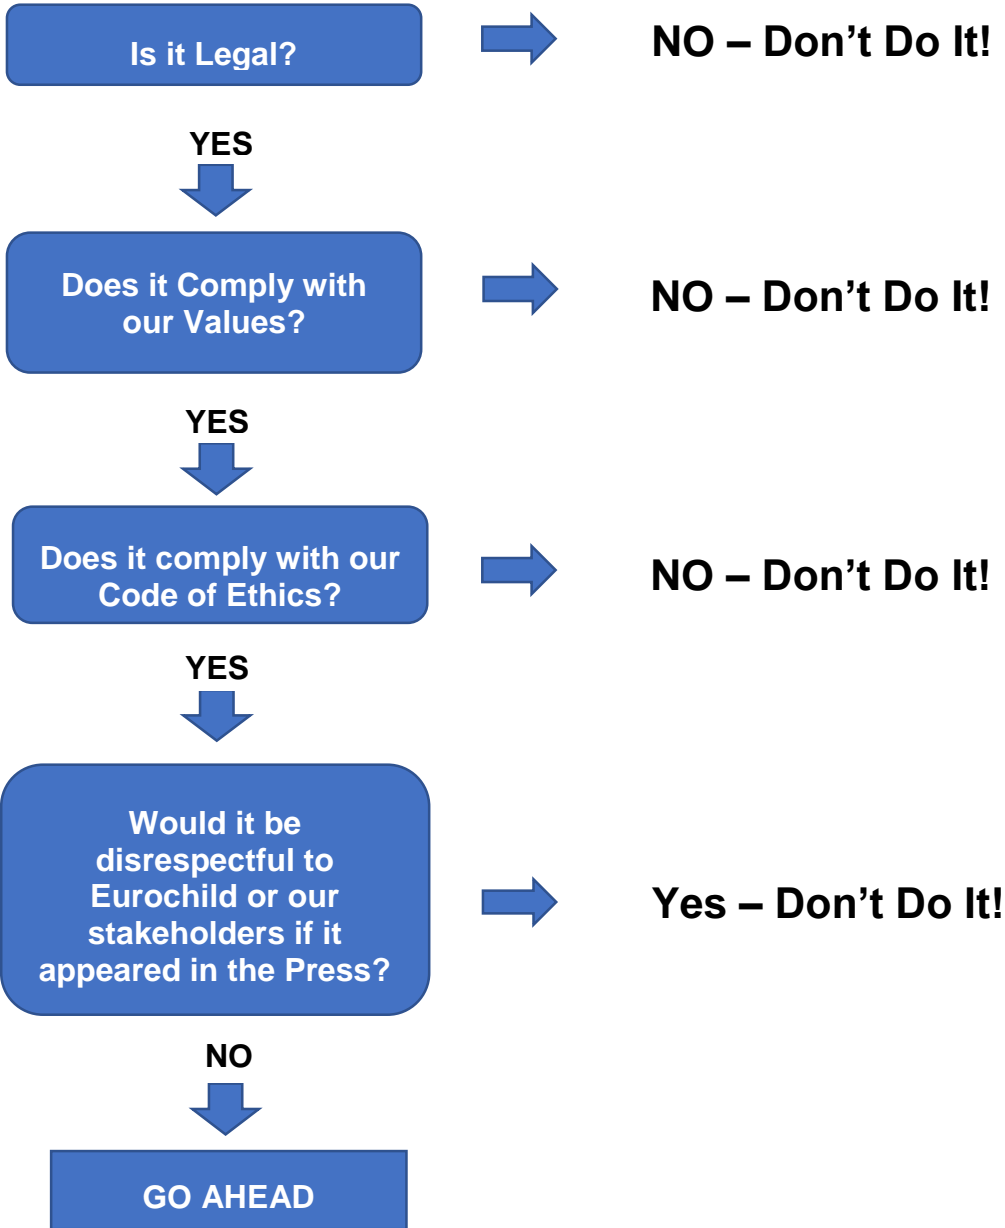 Is it Legal?
NO – Don’t Do It!
YES
Does it Comply with
our Values?
NO – Don’t Do It!
YES
Does it comply with our
Code of Ethics?
NO – Don’t Do It!
YES
Would it be
disrespectful to
Eurochild or our
stakeholders if it
appeared in the Press?
Yes – Don’t Do It!
NO
GO AHEAD